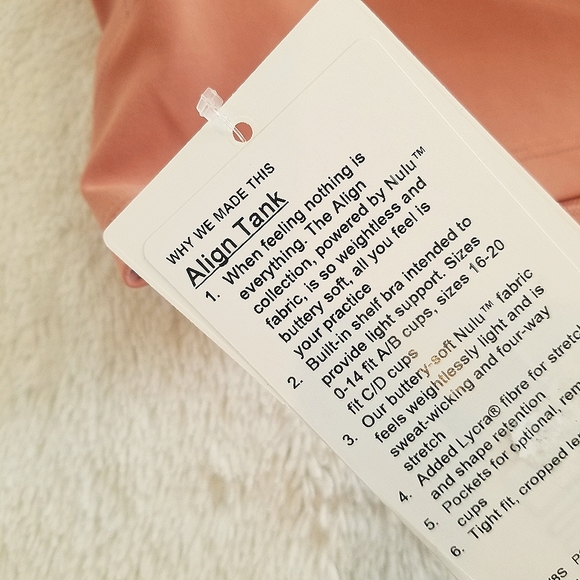 WHY WE MADE THIS
Align Tank
1. When feeling nothing is
everything. The Align
collection, powered by Nulu™
fabric, is so weightless and
buttery soft, all you feel is
your practice
2. Built-in shelf bra intended to
provide light support. Sizes
0-14 fit A/B cups, sizes 16-20
fit C/D cups
3. Our buttery-soft Nulu™ fabric
feels weightlessly light and is
sweat-wicking and four-way
stretch
4. Added Lycra® fibre for stretch
and shape retention
5. Pockets for optional, rem
cups
6. Tight fit, cropped le